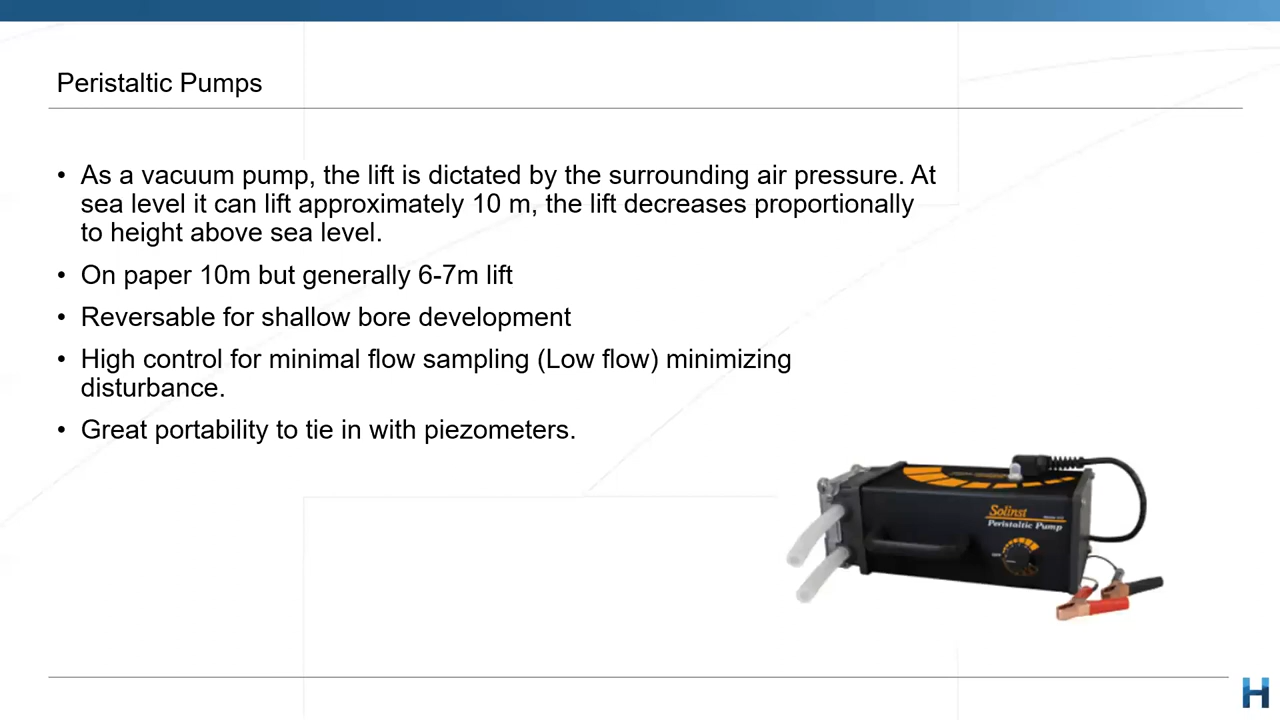 Peristaltic Pumps
• As a vacuum pump, the lift is dictated by the surrounding air pressure. At
sea level it can lift approximately 10 m, the lift decreases proportionally
to height above sea level.
• On paper 10m but generally 6-7m lift
• Reversable for shallow bore development
• High control for minimal flow sampling (Low flow) minimizing
disturbance.
• Great portability to tie in with piezometers.
Solinst
Peristaltic Pump
H